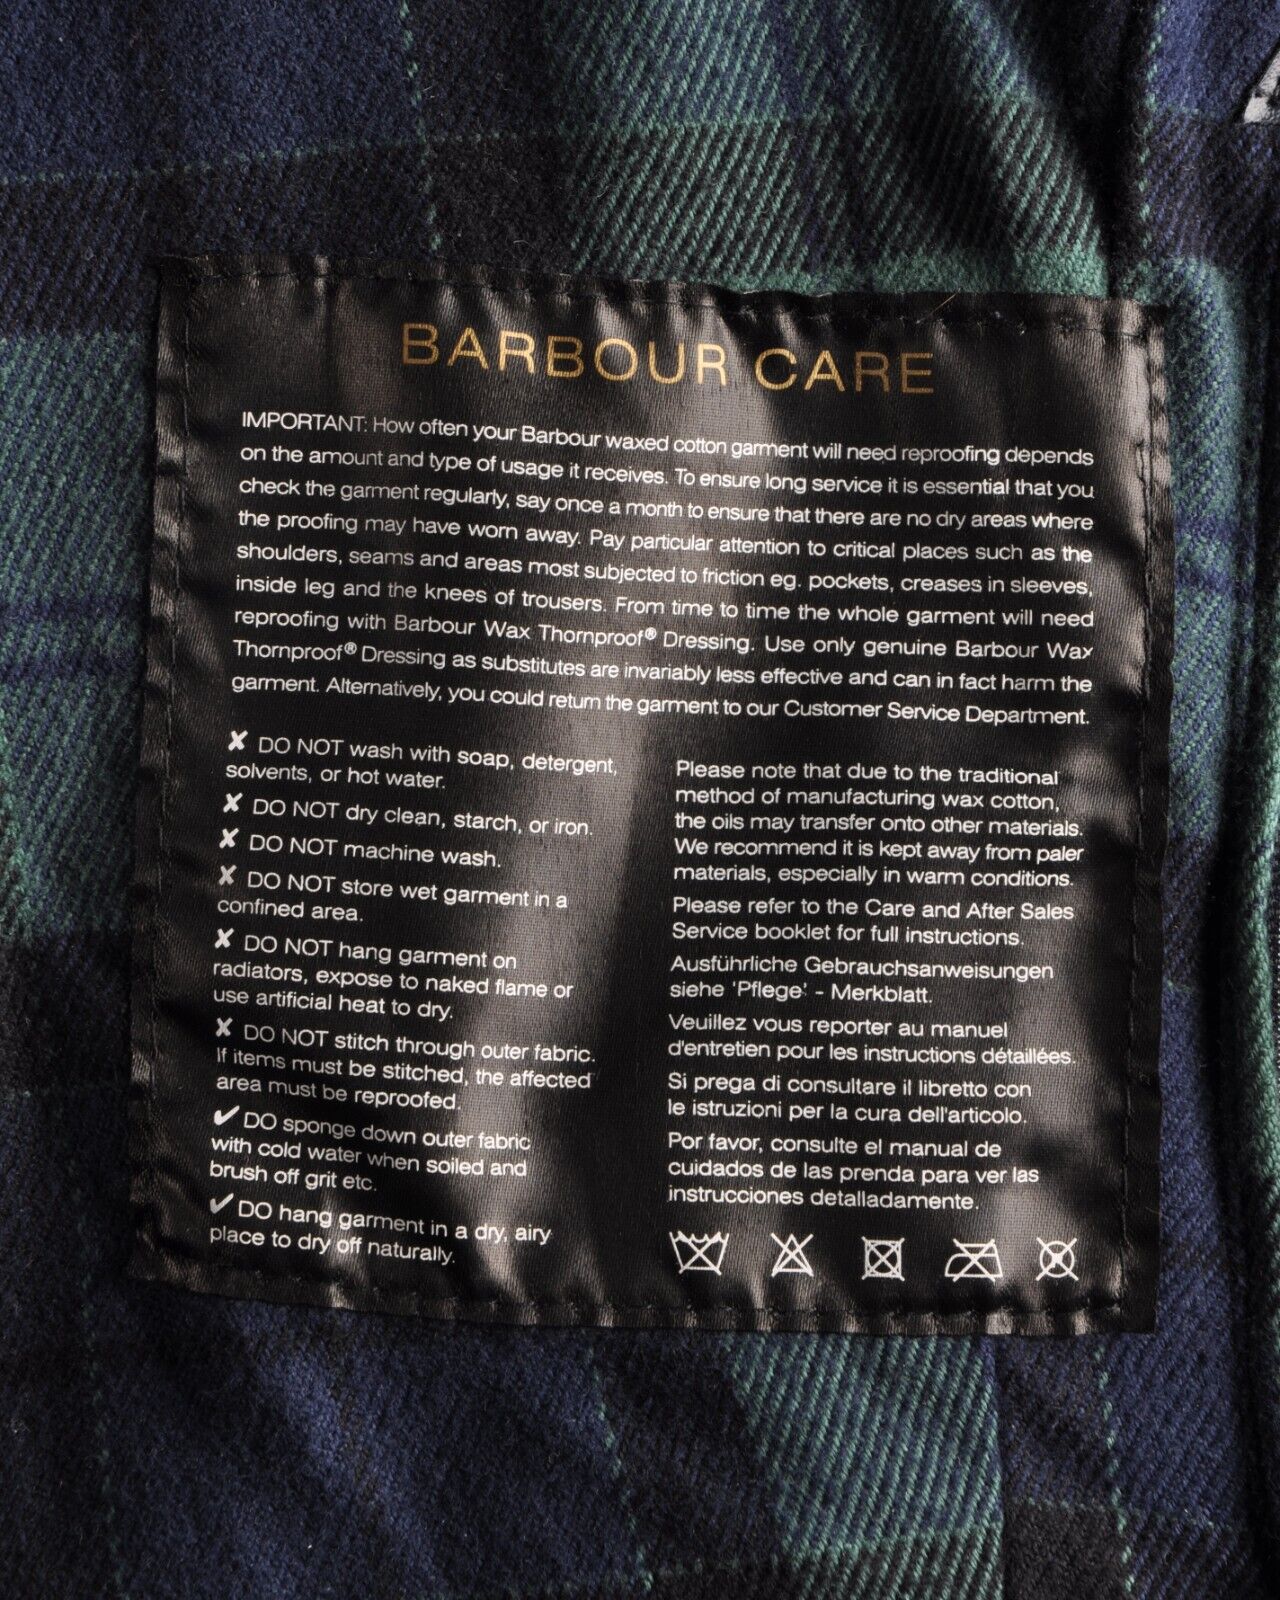 BARBOUR CARE
IMPORTANT: How often your Barbour waxed cotton garment will need reproofing depends
on the amount and type of usage it receives. To ensure long service it is essential that you
check the garment regularly, say once a month to ensure that there are no dry areas where
the proofing may have worn away. Pay particular attention to critical places such as the
shoulders, seams and areas most subjected to friction eg. pockets, creases in sleeves,
inside leg and the knees of trousers. From time to time the whole garment will need
reproofing with Barbour Wax Thornproof® Dressing. Use only genuine Barbour Wax
Thornproof® Dressing as substitutes are invariably less effective and can in fact harm the
garment. Alternatively, you could return the garment to our Customer Service Department.
✘ DO NOT wash with soap, detergent,
solvents, or hot water.
✘ DO NOT dry clean, starch, or iron.
✘ DO NOT machine wash.
✘ DO NOT store wet garment in a
confined area.
✘ DO NOT hang garment on
radiators, expose to naked flame or
use artificial heat to dry.
✘ DO NOT stitch through outer fabric.
If items must be stitched, the affected
area must be reproofed.
✔ DO sponge down outer fabric
with cold water when soiled and
brush off grit etc.
✔ DO hang garment in a dry, airy
place to dry off naturally.
Please note that due to the traditional
method of manufacturing wax cotton,
the oils may transfer onto other materials.
We recommend it is kept away from paler
materials, especially in warm conditions.
Please refer to the Care and After Sales
Service booklet for full instructions.
Ausführliche Gebrauchsanweisungen
siehe 'Pflege' - Merkblatt.
Veuillez vous reporter au manuel
d'entretien pour les instructions détaillées.
Si prega di consultare il libretto con
le istruzioni per la cura dell'articolo.
Por favor, consulte el manual de
cuidados de las prenda para ver las
instrucciones detalladamente.